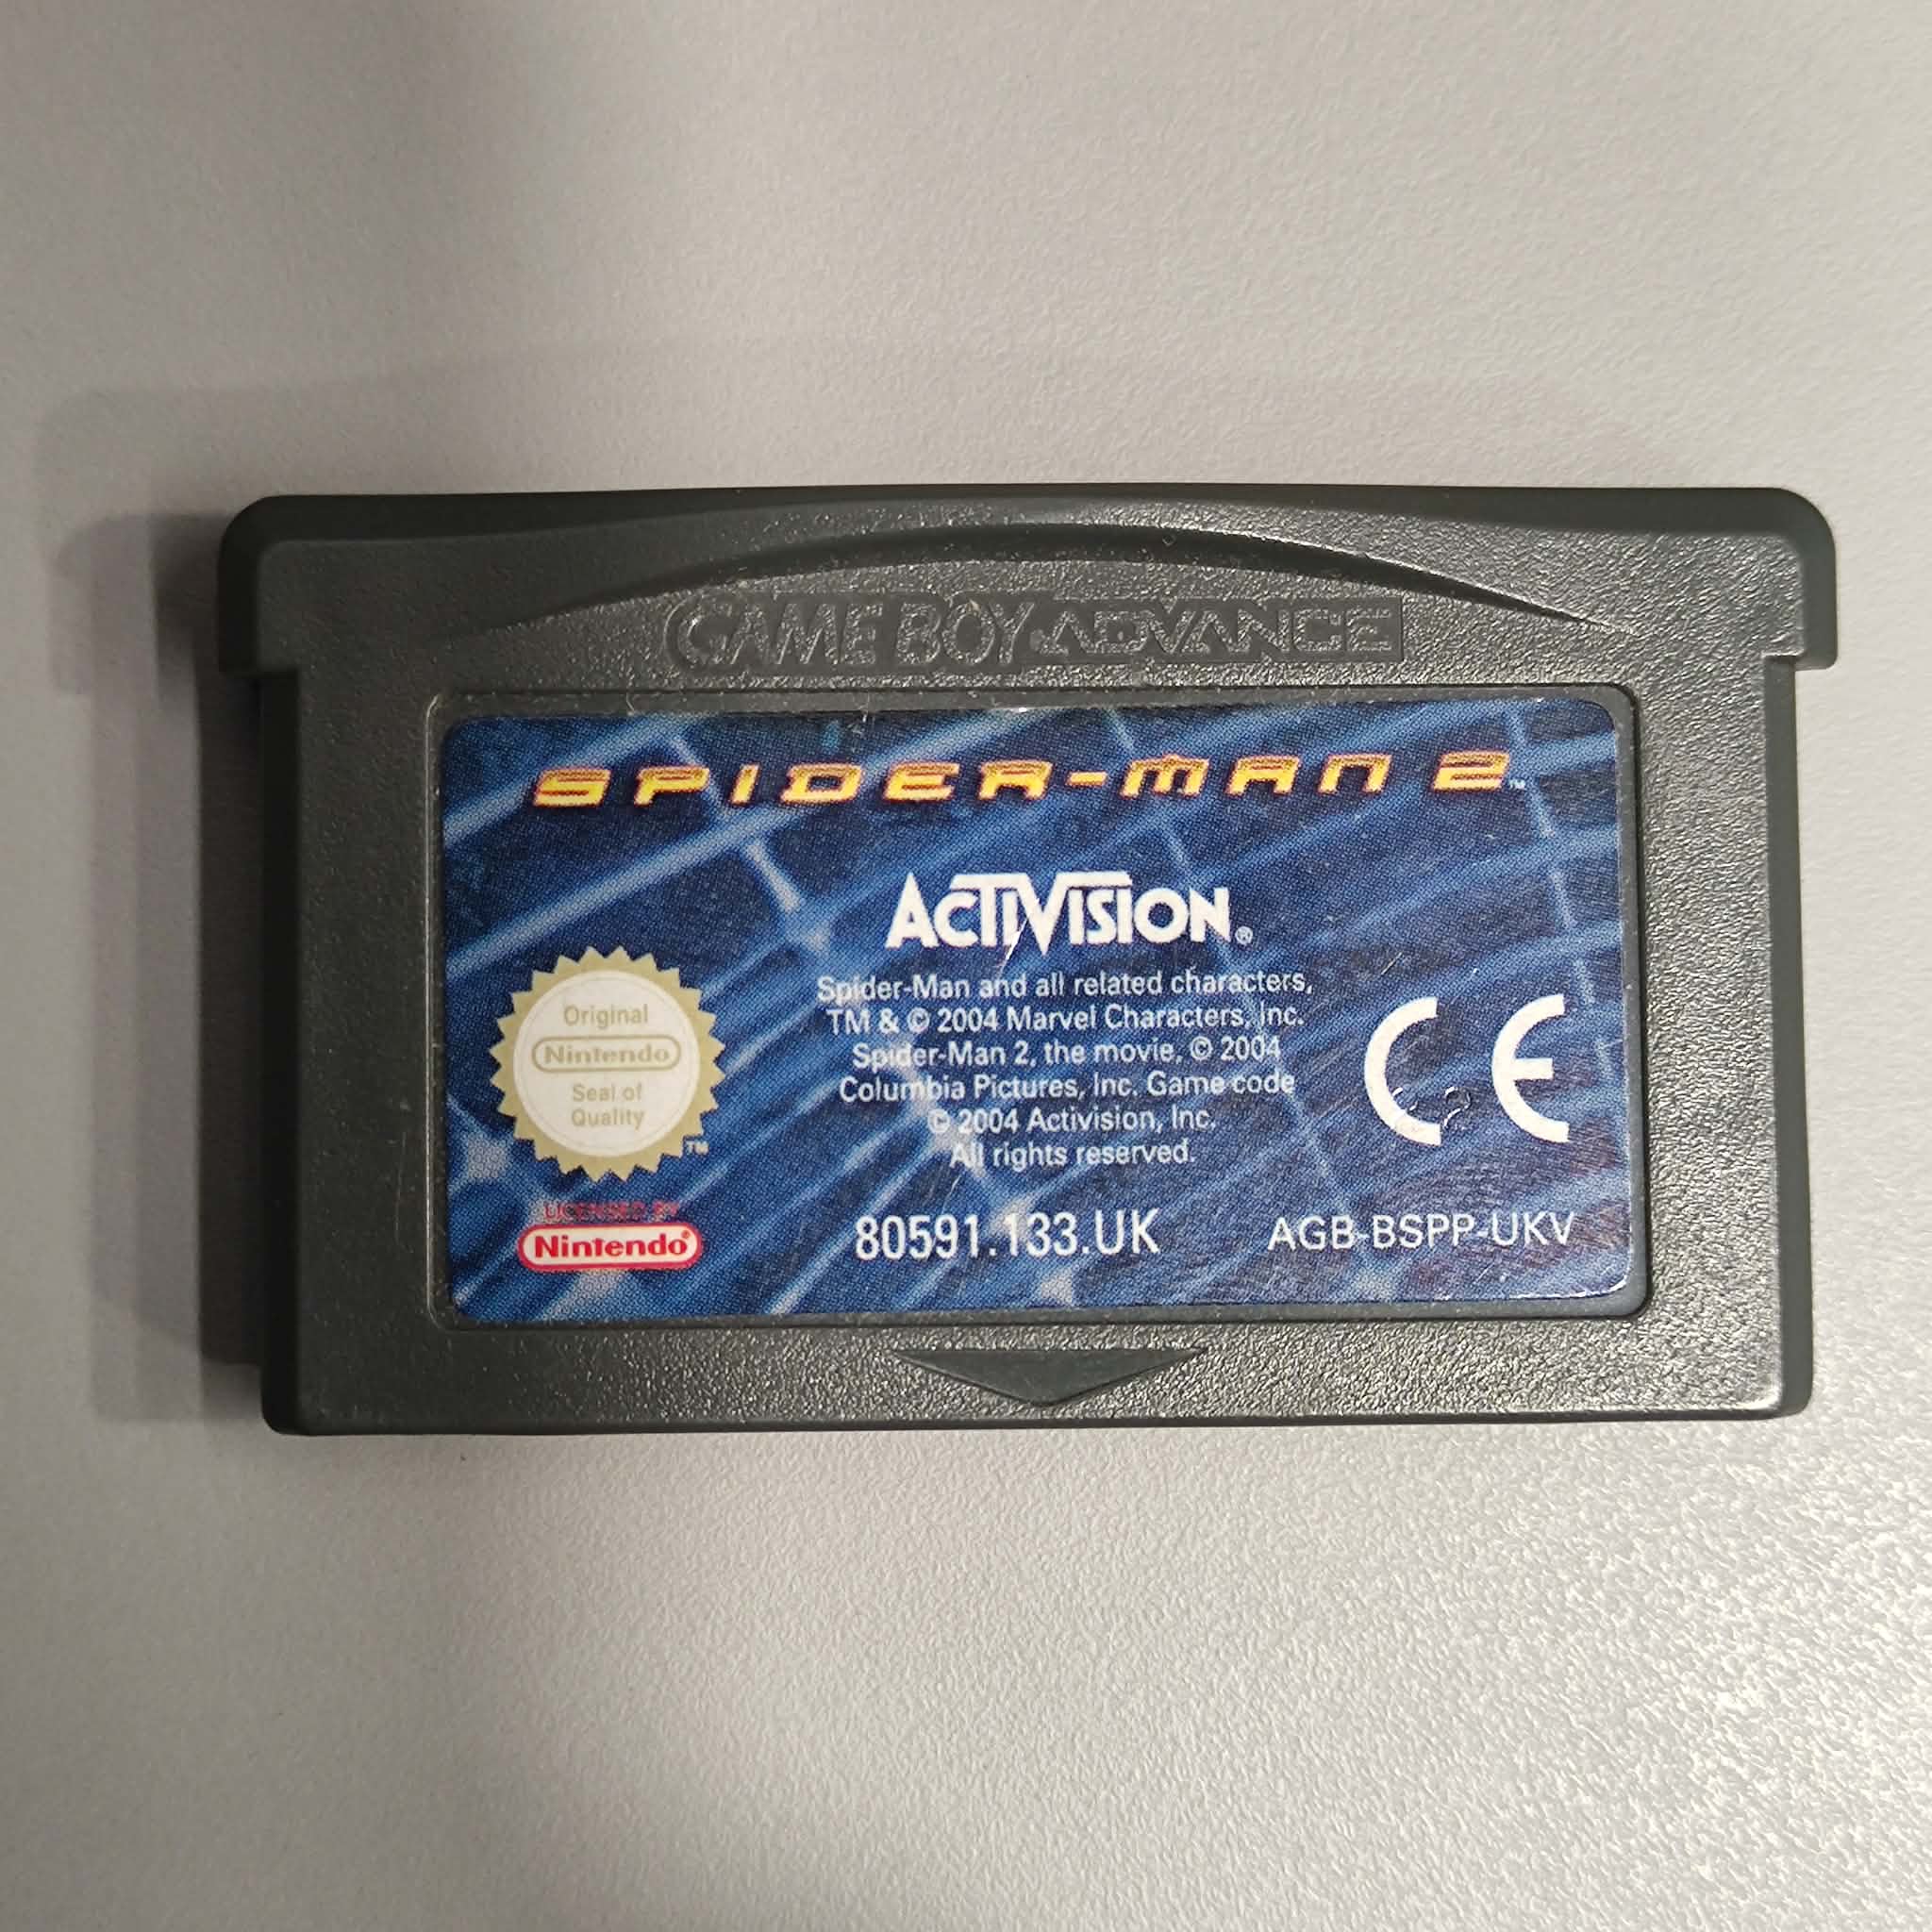 GAME BOY ADVANCE
SPIDER-MAN 2™
ACTIVISION®
Spider-Man and all related characters,
TM & © 2004 Marvel Characters, Inc.
Spider-Man 2, the movie, © 2004
Columbia Pictures, Inc. Game code
© 2004 Activision, Inc.
All rights reserved.
Original
Nintendo
Seal of
Quality
TM
CE
LICENSED BY
Nintendo®
80591.133.UK
AGB-BSPP-UKV